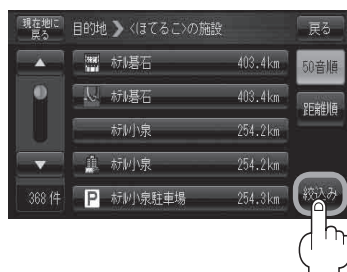 現在地に戻る
目的地 》 〈ほてるこ〉の施設
戻る
ﾎﾃﾙ碁石 403.4km
50音順
ﾎﾃﾙ碁石 403.4km
距離順
ﾎﾃﾙ小泉 254.2km
ﾎﾃﾙ小泉 254.2km
368 件
P ﾎﾃﾙ小泉駐車場 254.3km
絞込み